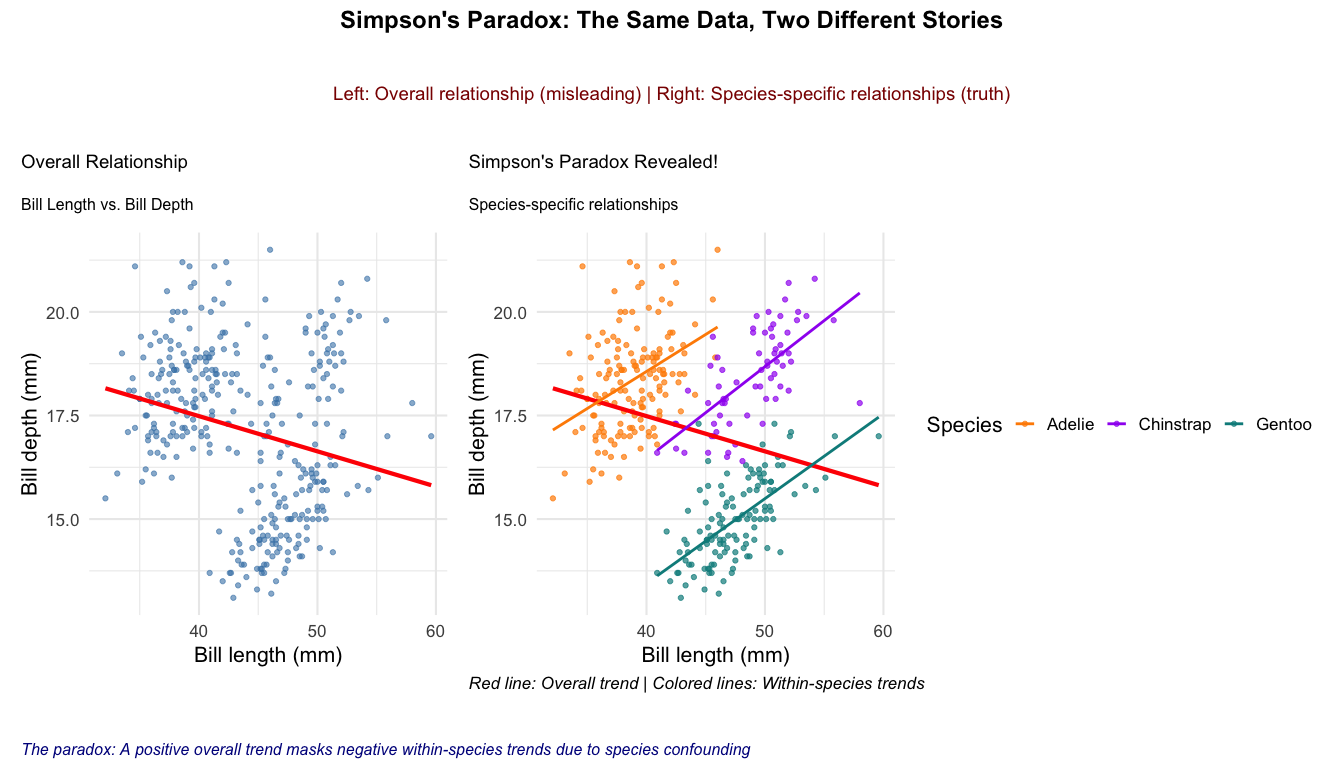 Simpson's Paradox: The Same Data, Two Different Stories
Left: Overall relationship (misleading) | Right: Species-specific relationships (truth)
Overall Relationship
Bill Length vs. Bill Depth
Bill depth (mm)
20.0
17.5
15.0
40 50 60
Bill length (mm)
Simpson's Paradox Revealed!
Species-specific relationships
Bill depth (mm)
20.0
17.5
15.0
40 50 60
Bill length (mm)
Red line: Overall trend | Colored lines: Within-species trends
Species Adelie Chinstrap Gentoo
The paradox: A positive overall trend masks negative within-species trends due to species confounding